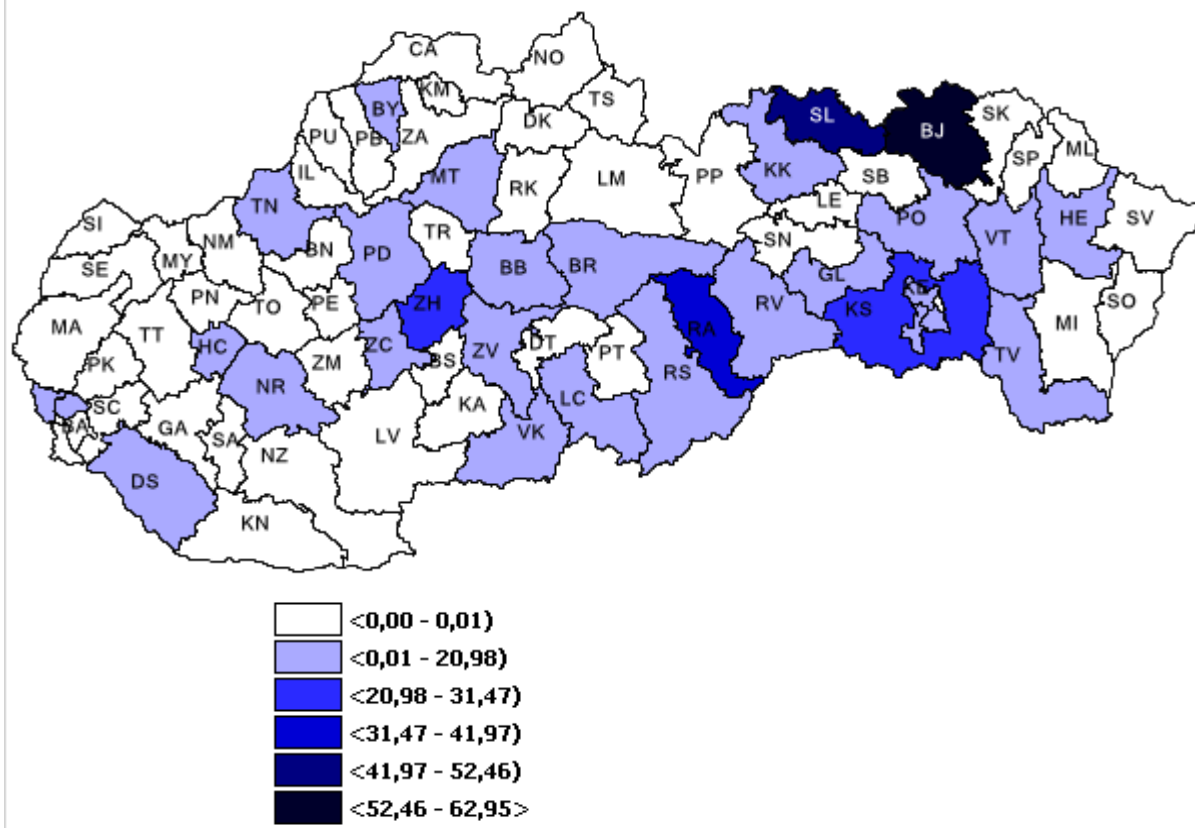 CA
NO
KM
TS
BY
DK
PU
PB
ZA
IL
MT
RK
LM
PP
KK
SL
BJ
SK
SP
ML
SB
LE
PO
HE
SV
TN
SI
NM
MY
SE
BN
PD
TR
BB
BR
SN
GL
VT
PN
TO
PE
ZH
RV
KS
KE
SO
MI
MA
TT
PK
HC
ZM
ZC
BS
ZV
DT
PT
RA
RS
TV
NR
SC
BA
GA
SA
NZ
LV
KA
VK
LC
DS
KN
<0,00 - 0,01)
<0,01 - 20,98)
<20,98 - 31,47)
<31,47 - 41,97)
<41,97 - 52,46)
<52,46 - 62,95>